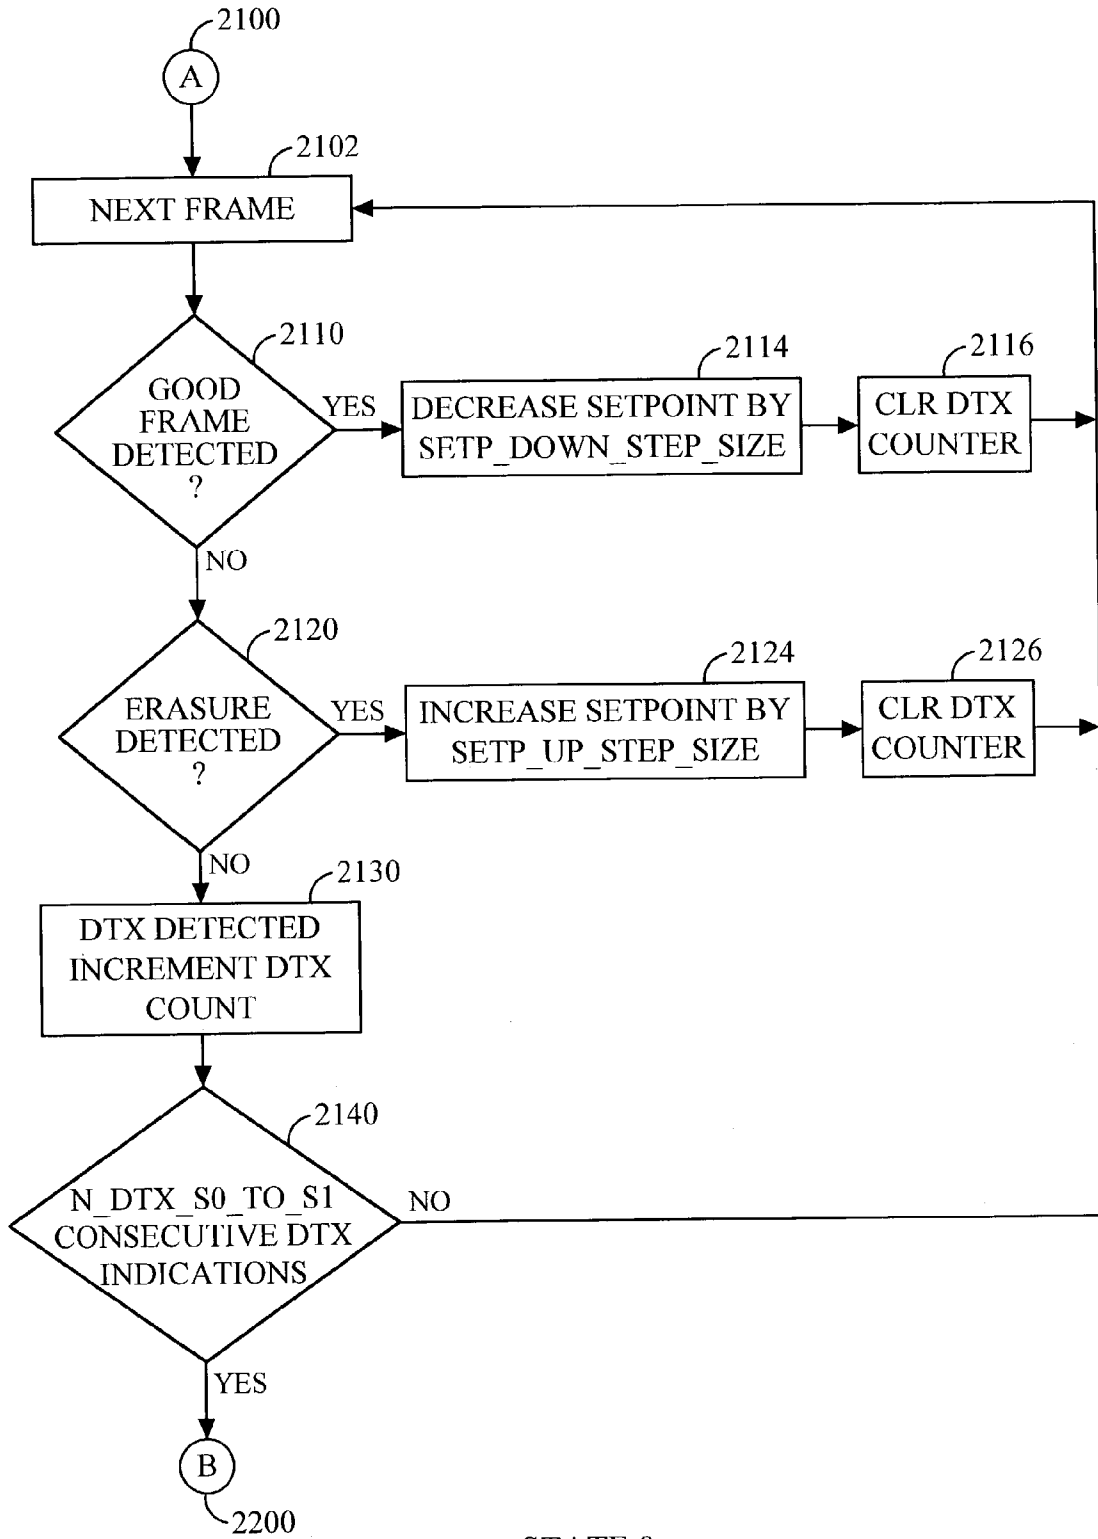 2100
A
2102
NEXT FRAME
2110
GOOD
FRAME
DETECTED
?
YES
2114
DECREASE SETPOINT BY
SETP_DOWN_STEP_SIZE
2116
CLR DTX
COUNTER
NO
2120
ERASURE
DETECTED
?
YES
2124
INCREASE SETPOINT BY
SETP_UP_STEP_SIZE
2126
CLR DTX
COUNTER
NO
2130
DTX DETECTED
INCREMENT DTX
COUNT
2140
N_DTX_S0_TO_S1
CONSECUTIVE DTX
INDICATIONS
NO
YES
B
2200